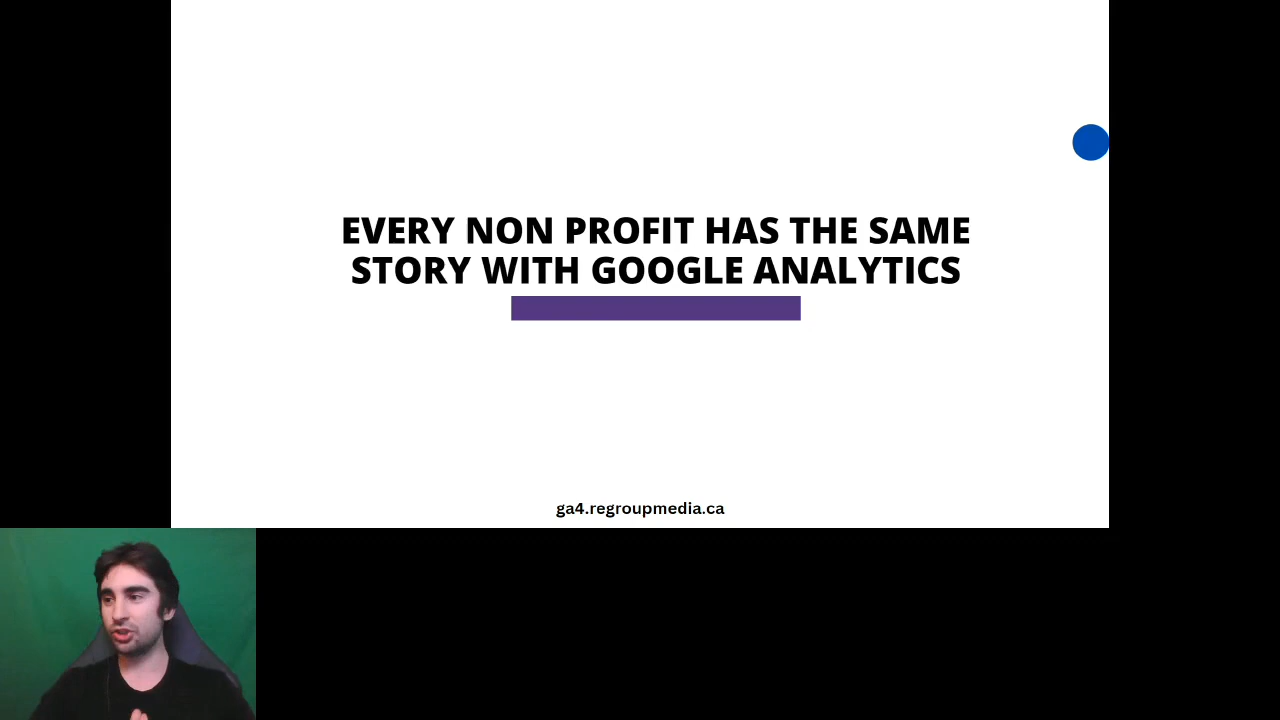 EVERY NON PROFIT HAS THE SAME
STORY WITH GOOGLE ANALYTICS
ga4.regroupmedia.ca